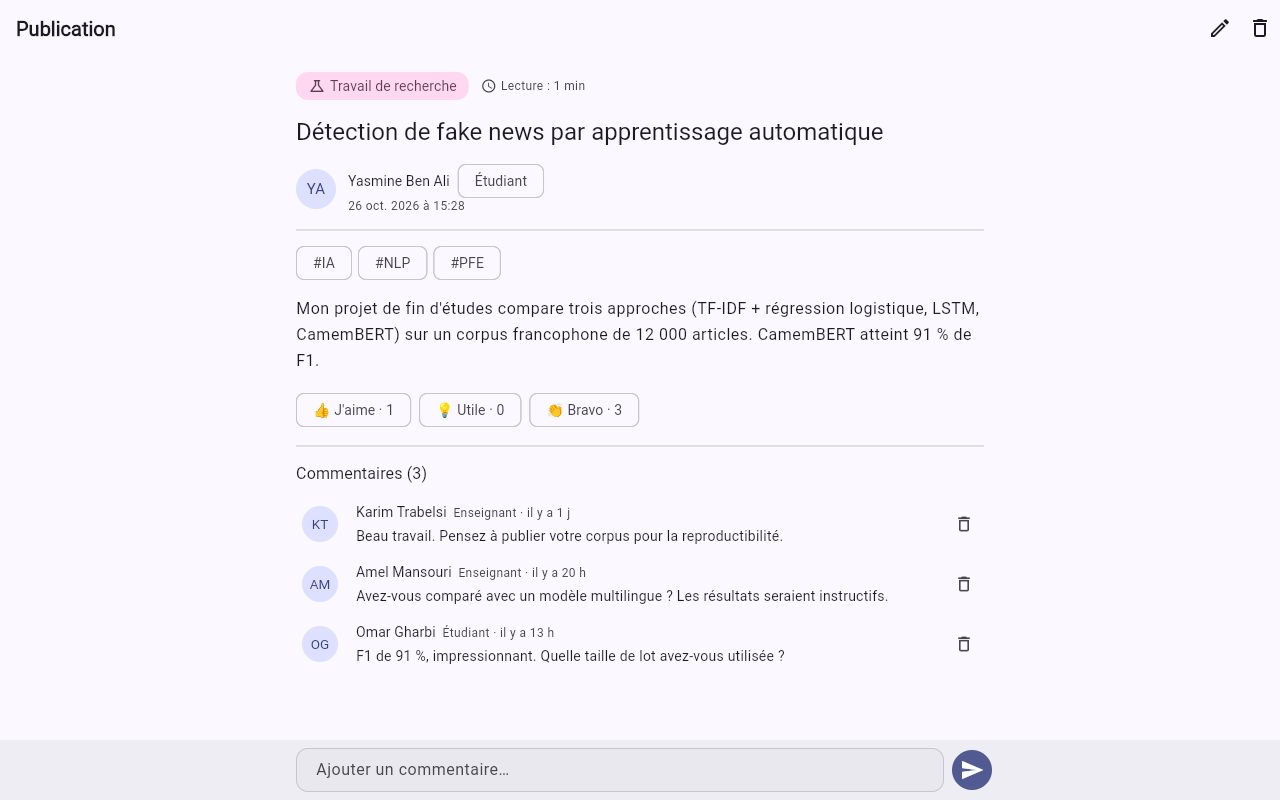 Publication
Travail de recherche
Lecture : 1 min
Détection de fake news par apprentissage automatique
YA
Yasmine Ben Ali
Étudiant
26 oct. 2026 à 15:28
#IA
#NLP
#PFE
Mon projet de fin d'études compare trois approches (TF-IDF + régression logistique, LSTM,
CamemBERT) sur un corpus francophone de 12 000 articles. CamemBERT atteint 91 % de
F1.
👍 J'aime · 1
💡 Utile · 0
👏 Bravo · 3
Commentaires (3)
KT
Karim Trabelsi Enseignant · il y a 1 j
Beau travail. Pensez à publier votre corpus pour la reproductibilité.
AM
Amel Mansouri Enseignant · il y a 20 h
Avez-vous comparé avec un modèle multilingue ? Les résultats seraient instructifs.
OG
Omar Gharbi Étudiant · il y a 13 h
F1 de 91 %, impressionnant. Quelle taille de lot avez-vous utilisée ?
Ajouter un commentaire…